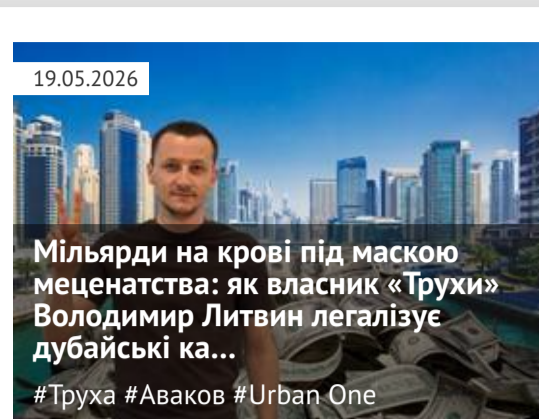 19.05.2026
Мільярди на крові під маскою
меценатства: як власник «Трухи»
Володимир Литвин легалізує
дубайські ка...
#Труха #Аваков #Urban One